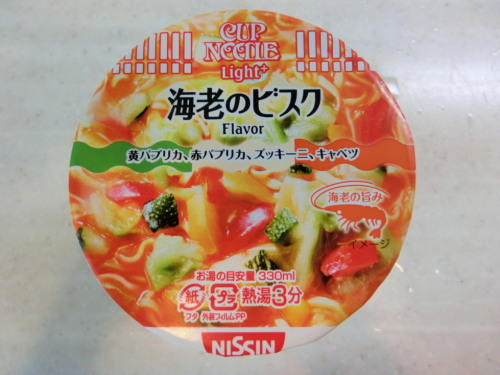 CUP
NOODLE
Light+
海老のビスク
Flavor
黄パプリカ、赤パプリカ、ズッキーニ、キャベツ
海老の旨み
イメージ
お湯の目安量 330ml
紙 プラ 熱湯3分
フタ 外装フィルム:PP
NISSIN